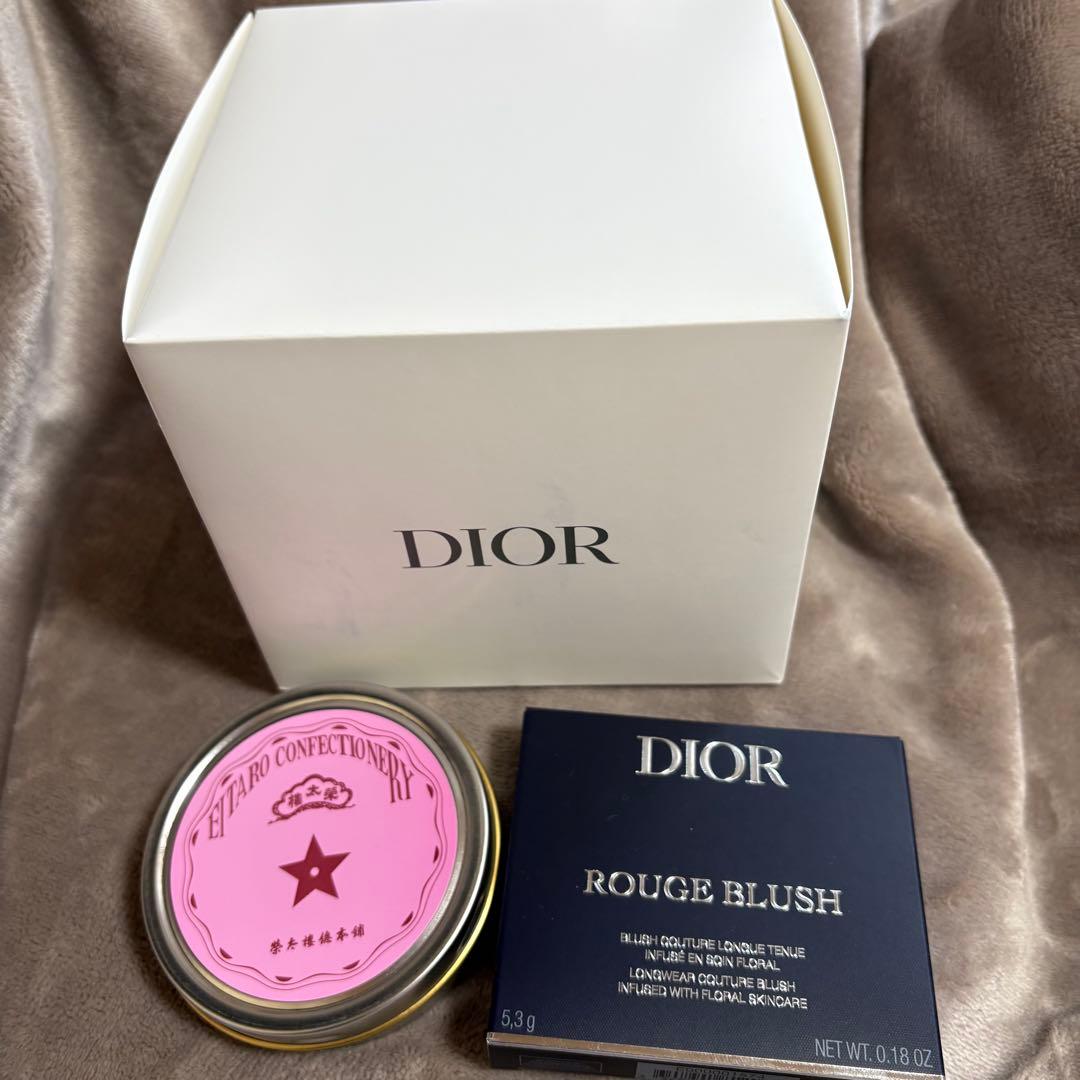 DIOR
EITARO CONFECTIONERY
樓太榮
榮太樓總本鋪
DIOR
ROUGE BLUSH
BLUSH COUTURE LONGUE TENUE
INFUSÉ EN SOIN FLORAL
LONGWEAR COUTURE BLUSH
INFUSED WITH FLORAL SKINCARE
5,3 g
NET WT. 0.18 OZ